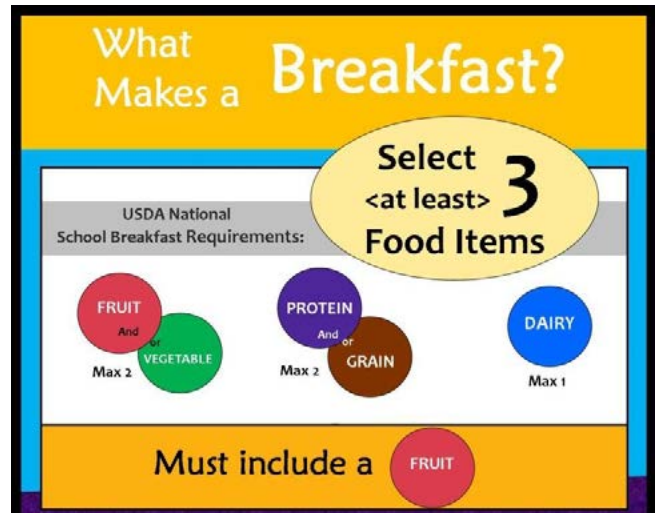 What
Makes a Breakfast?
Select
<at least> 3
Food Items
USDA National
School Breakfast Requirements:
FRUIT
And
or
VEGETABLE
Max 2
PROTEIN
And
or
GRAIN
Max 2
DAIRY
Max 1
Must include a FRUIT